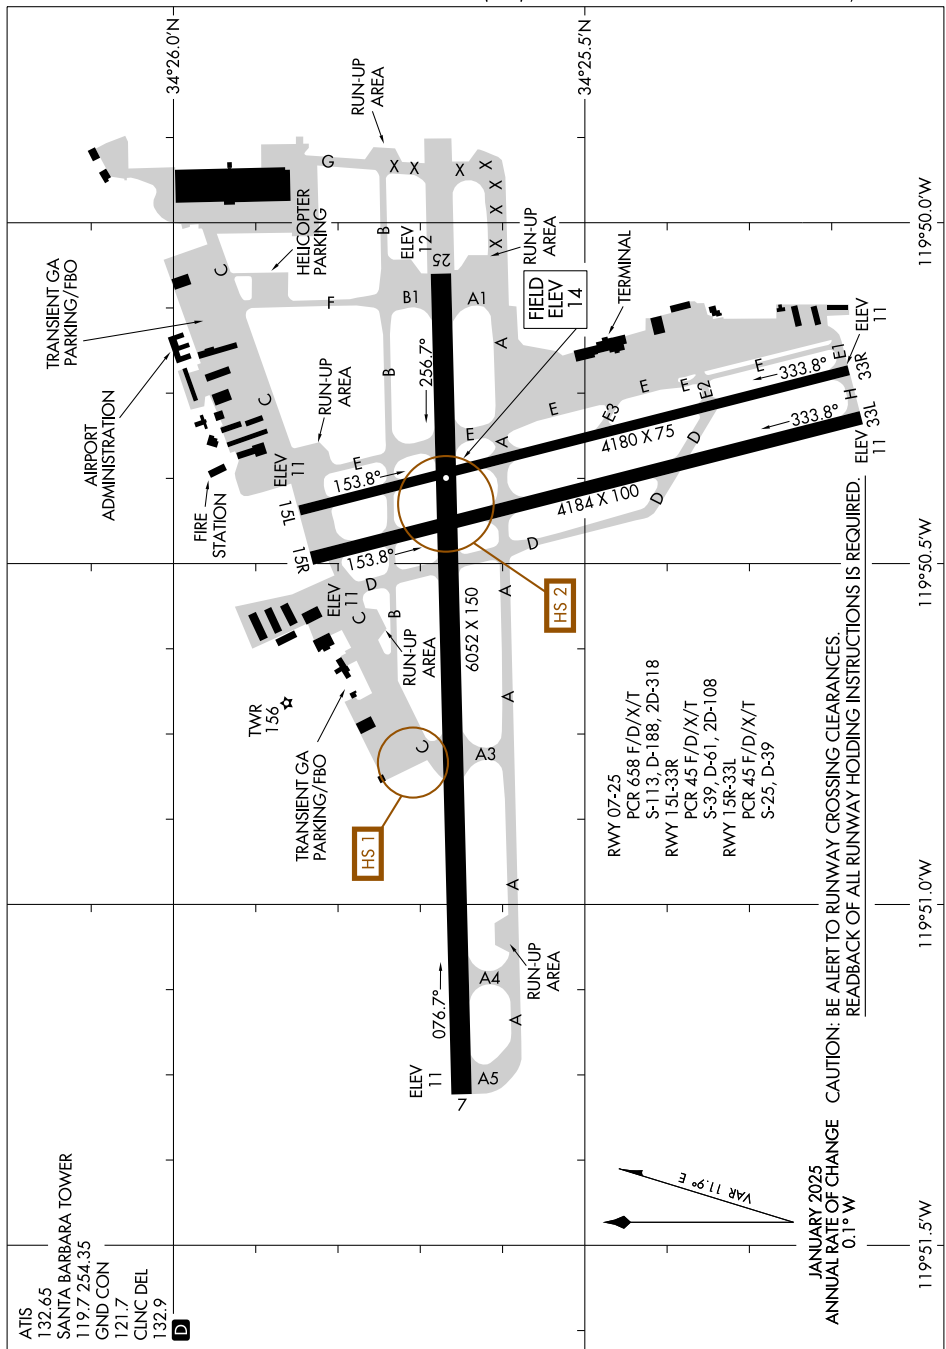 ATIS
132.65
SANTA BARBARA TOWER
119.7 254.35
GND CON
121.7
CLNC DEL
132.9
D
34°26.0'N
34°25.5'N
119°50.0'W
119°50.5'W
119°51.0'W
119°51.5'W
RUN-UP
AREA
G
X
X
X
X
X
X
X
HELICOPTER
PARKING
TRANSIENT GA
PARKING/FBO
C
B
ELEV
12
25
RUN-UP
AREA
FIELD
ELEV
14
TERMINAL
F
B1
A1
A
AIRPORT
ADMINISTRATION
C
RUN-UP
AREA
B
256.7°
E
E
E
E
E
E1
ELEV
11
33R
333.8°
E2
E3
FIRE
STATION
ELEV
11
15L
E
153.8°
A
4180 X 75
D
H
333.8°
33L
ELEV
11
15R
153.8°
4184 X 100
D
D
HS 2
ELEV
11
D
C
B
A
RUN-UP
AREA
6052 X 150
TWR
156
A
TRANSIENT GA
PARKING/FBO
C
A3
HS 1
A
RUN-UP
AREA
A4
076.7°
A
ELEV
11
A5
7
RWY 07-25
PCR 658 F/D/X/T
S-113, D-188, 2D-318
RWY 15L-33R
PCR 45 F/D/X/T
S-39, D-61, 2D-108
RWY 15R-33L
PCR 45 F/D/X/T
S-25, D-39
VAR 11.9° E
JANUARY 2025
ANNUAL RATE OF CHANGE
0.1° W
CAUTION: BE ALERT TO RUNWAY CROSSING CLEARANCES.
READBACK OF ALL RUNWAY HOLDING INSTRUCTIONS IS REQUIRED.